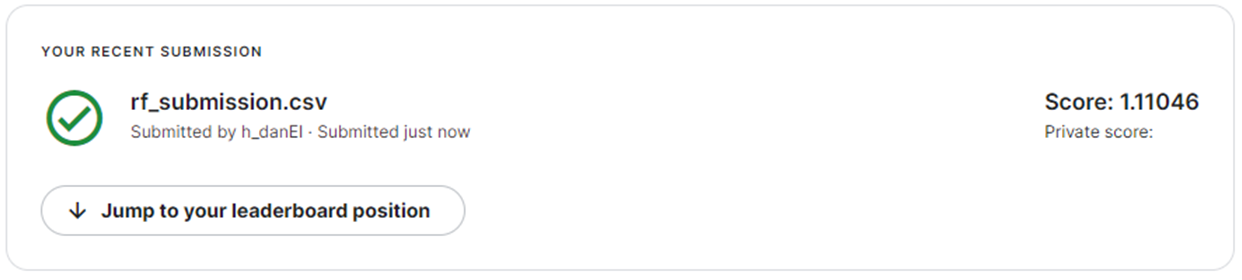 YOUR RECENT SUBMISSION
rf_submission.csv
Submitted by h_danEl · Submitted just now
Score: 1.11046
Private score:
Jump to your leaderboard position